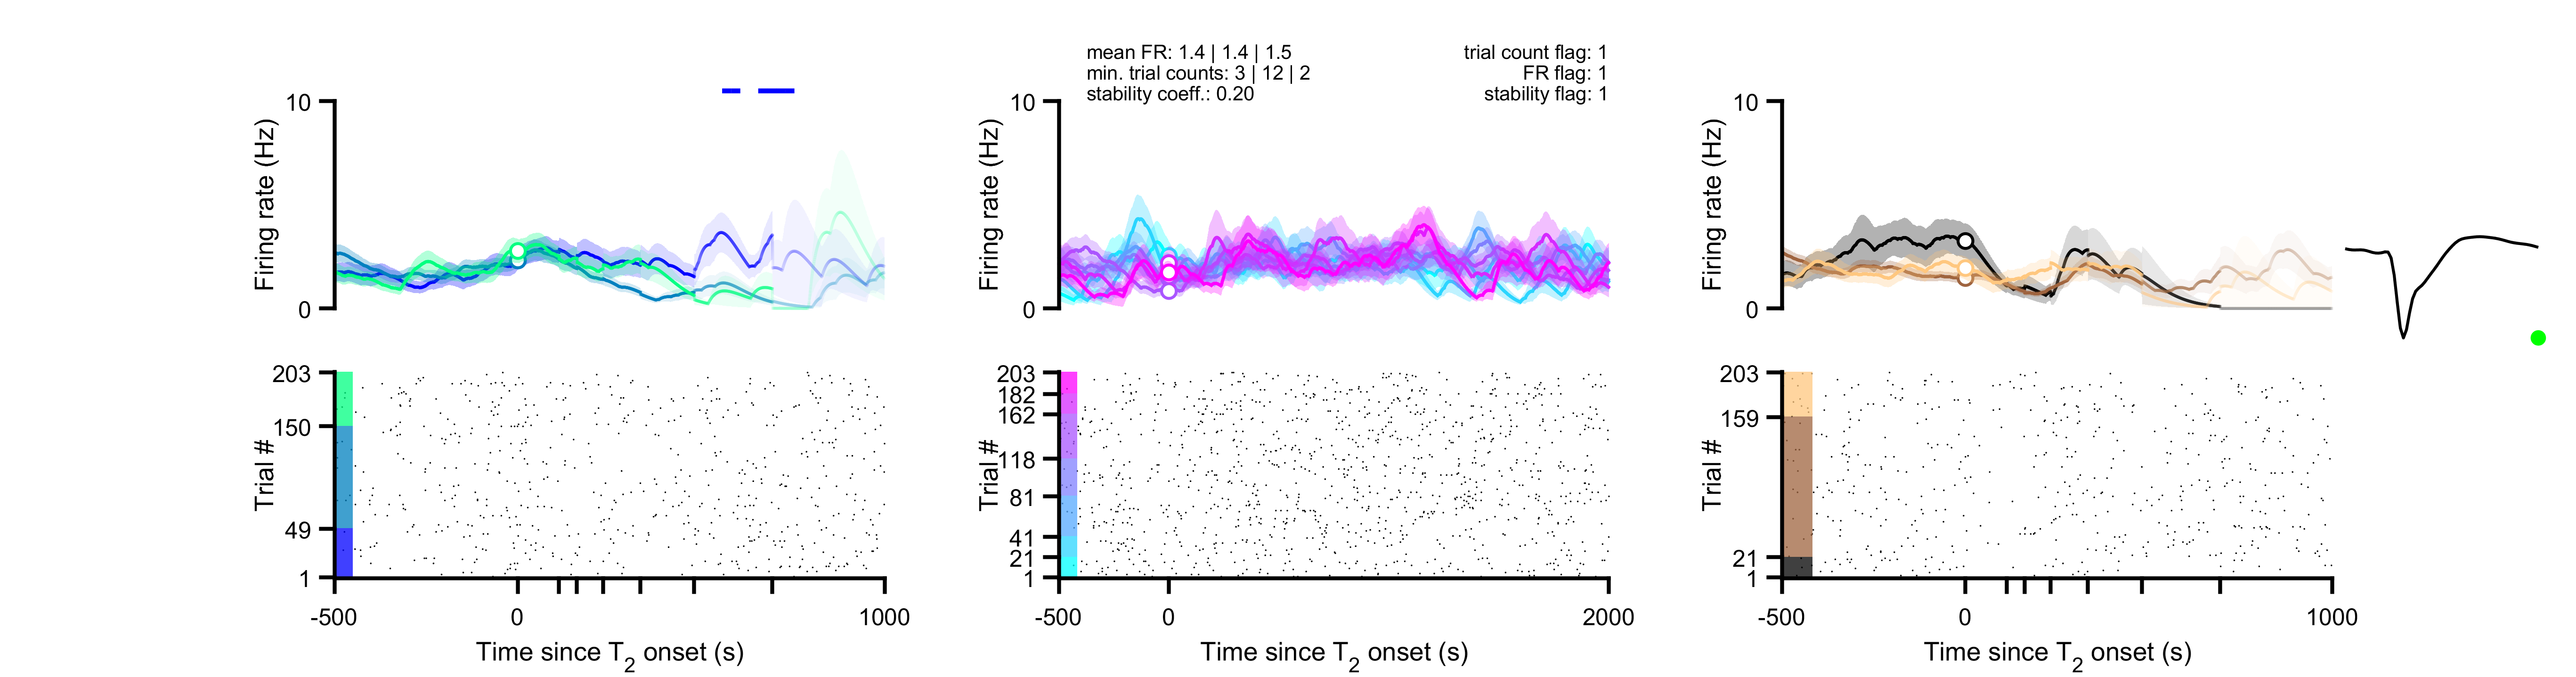 mean FR: 1.4 | 1.4 | 1.5
min. trial counts: 3 | 12 | 2
stability coeff.: 0.20
trial count flag: 1
FR flag: 1
stability flag: 1
10
0
Firing rate (Hz)
203
150
49
1
Trial #
-500
0
1000
Time since T2 onset (s)
10
0
Firing rate (Hz)
203
182
162
118
81
41
21
1
Trial #
-500
0
2000
Time since T2 onset (s)
10
0
Firing rate (Hz)
203
159
21
1
Trial #
-500
0
1000
Time since T2 onset (s)